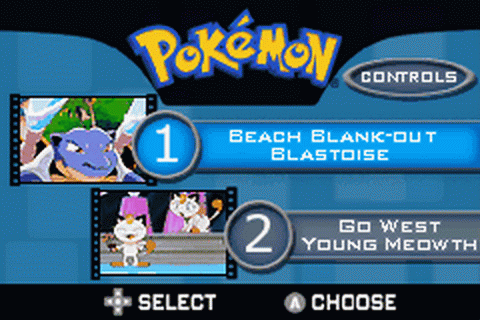 POKéMON
CONTROLS
1
BEACH BLANK-OUT
BLASTOISE
2
GO WEST
YOUNG MEOWTH
SELECT
A CHOOSE